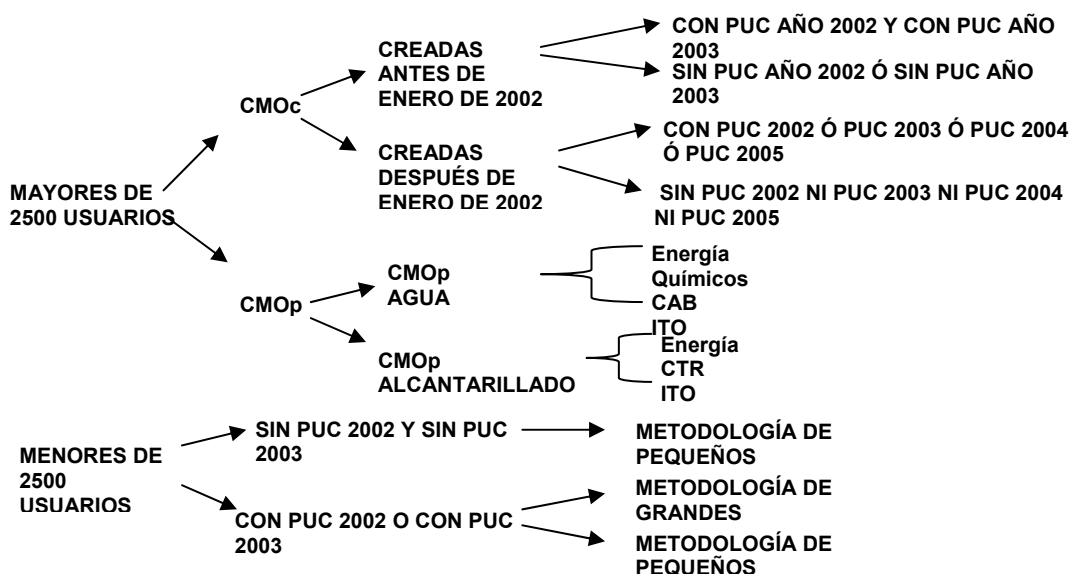 CON PUC AÑO 2002 Y CON PUC AÑO
2003
CREADAS
ANTES DE
ENERO DE 2002
SIN PUC AÑO 2002 Ó SIN PUC AÑO
2003
CMOc
CREADAS
DESPUÉS DE
ENERO DE 2002
CON PUC 2002 Ó PUC 2003 Ó PUC 2004
Ó PUC 2005
SIN PUC 2002 NI PUC 2003 NI PUC 2004
NI PUC 2005
MAYORES DE
2500 USUARIOS
CMOp
CMOp
AGUA
Energía
Químicos
CAB
ITO
CMOp
ALCANTARILLADO
Energía
CTR
ITO
MENORES DE
2500
USUARIOS
SIN PUC 2002 Y SIN PUC
2003
METODOLOGÍA DE
PEQUEÑOS
CON PUC 2002 O CON PUC
2003
METODOLOGÍA DE
GRANDES
METODOLOGÍA DE
PEQUEÑOS